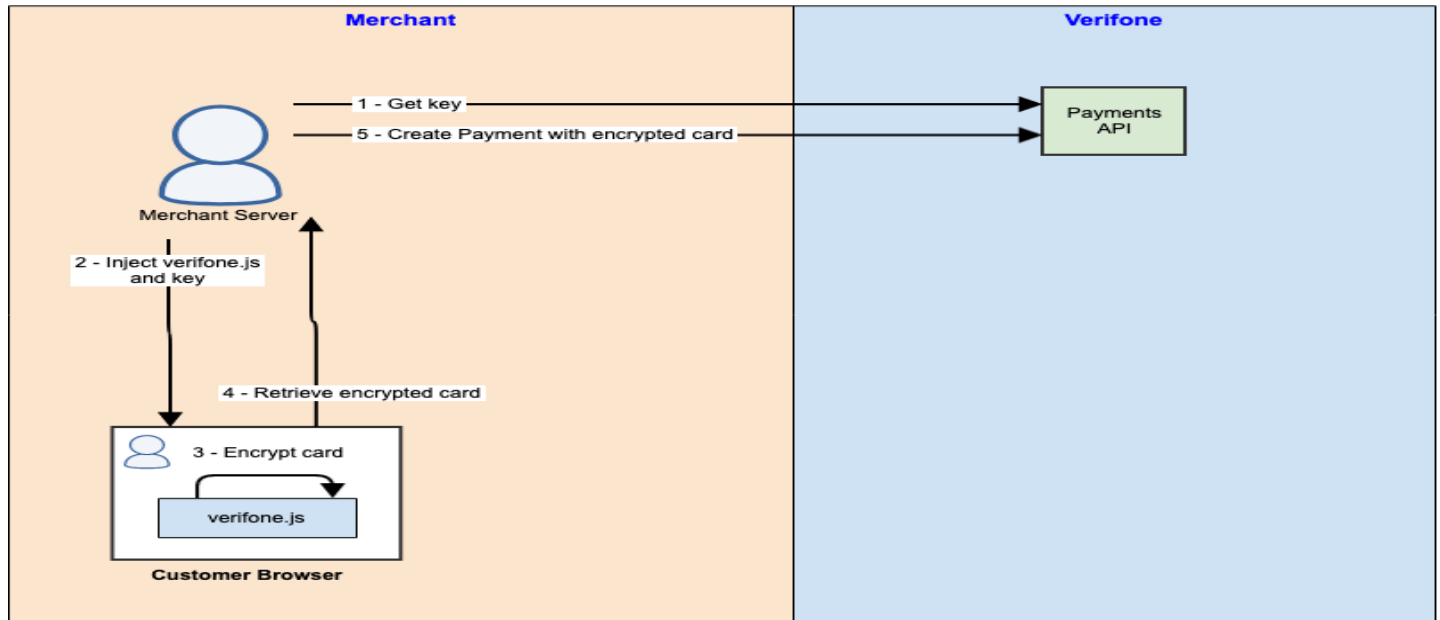 Merchant
Verifone
1 - Get key
Payments
API
5 - Create Payment with encrypted card
Merchant Server
2 - Inject verifone.js
and key
4 - Retrieve encrypted card
3 - Encrypt card
verifone.js
Customer Browser